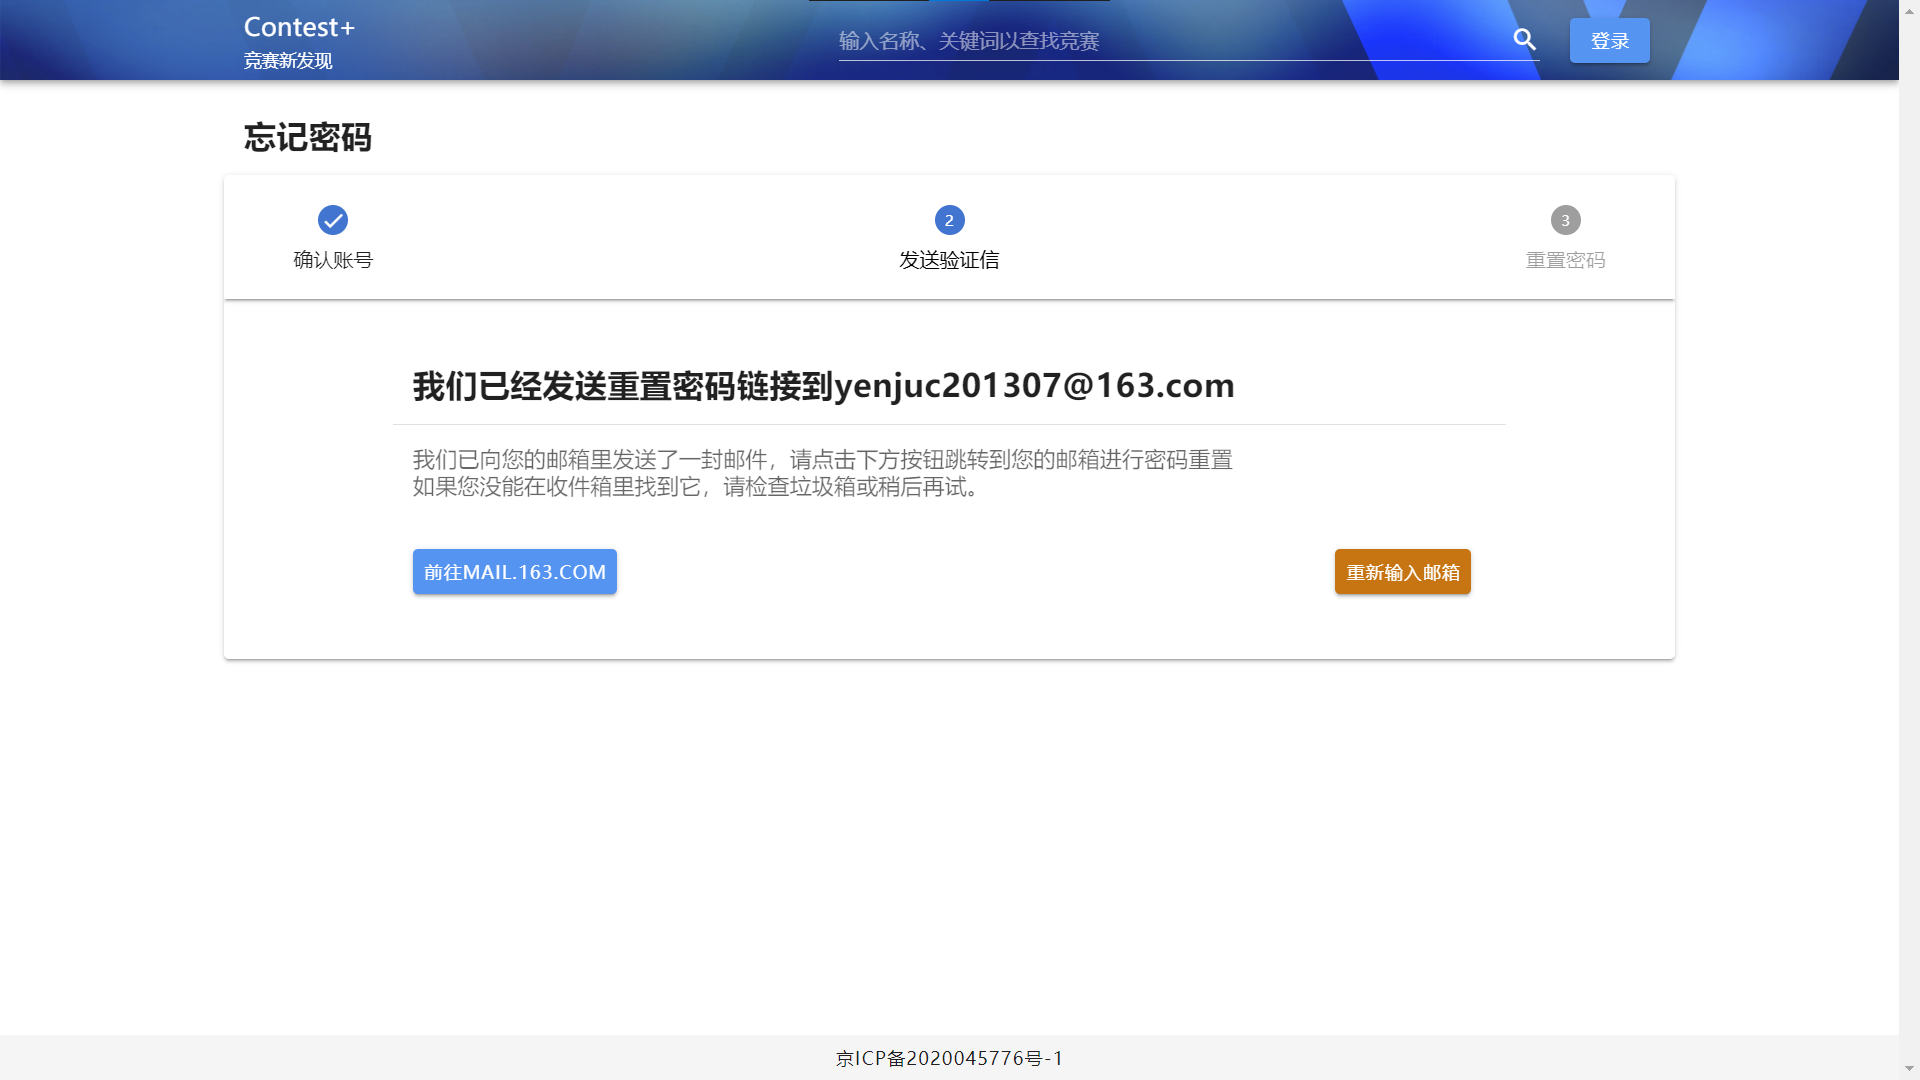 Contest+
竞赛新发现
输入名称、关键词以查找竞赛
登录
忘记密码
确认账号
2
发送验证信
3
重置密码
我们已经发送重置密码链接到yenjuc201307@163.com
我们已向您的邮箱里发送了一封邮件，请点击下方按钮跳转到您的邮箱进行密码重置
如果您没能在收件箱里找到它，请检查垃圾箱或稍后再试。
前往MAIL.163.COM
重新输入邮箱
京ICP备2020045776号-1